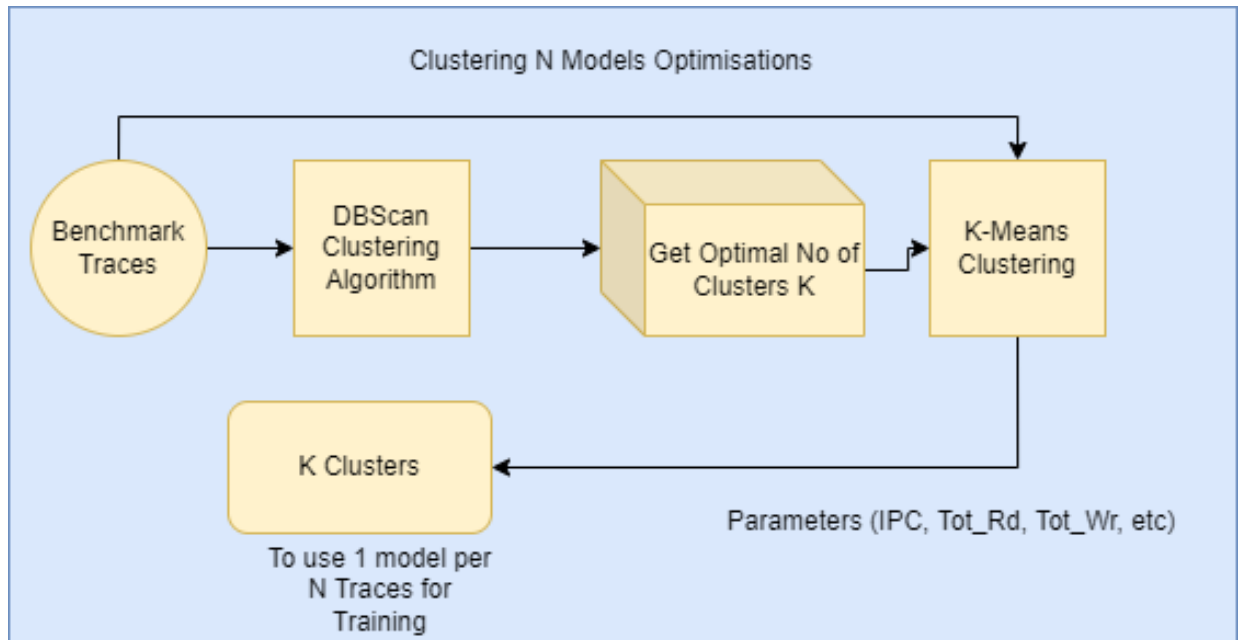 Clustering N Models Optimisations
Benchmark
Traces
DBScan
Clustering
Algorithm
Get Optimal No of
Clusters K
K-Means
Clustering
K Clusters
Parameters (IPC, Tot_Rd, Tot_Wr, etc)
To use 1 model per
N Traces for
Training